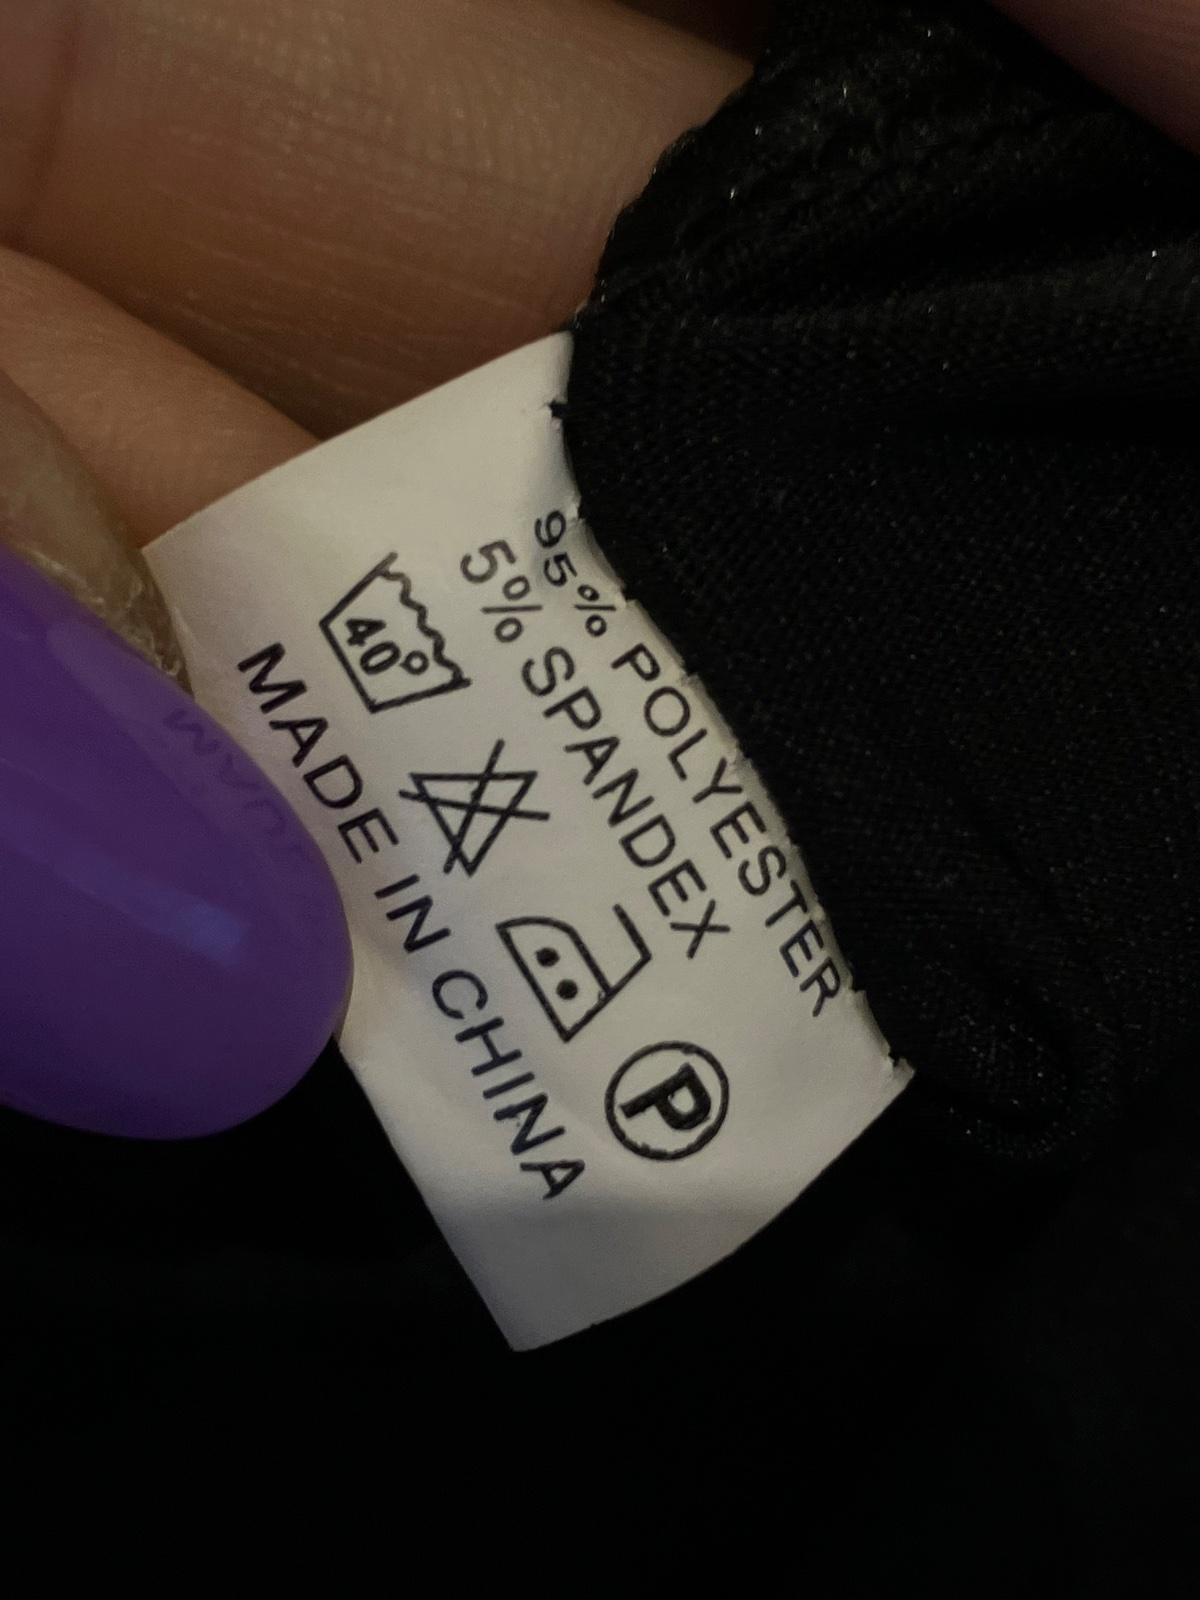 95% POLYESTER
5% SPANDEX
40°
P
MADE IN CHINA